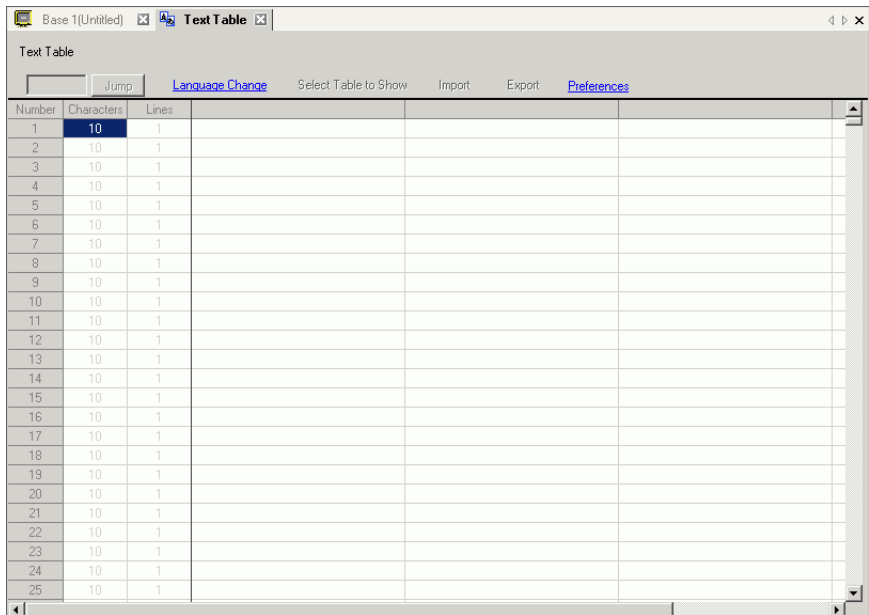 Base 1(Untitled) Text Table
Text Table
Jump Language Change Select Table to Show Import Export Preferences
Number Characters Lines
1 10 1
2 10 1
3 10 1
4 10 1
5 10 1
6 10 1
7 10 1
8 10 1
9 10 1
10 10 1
11 10 1
12 10 1
13 10 1
14 10 1
15 10 1
16 10 1
17 10 1
18 10 1
19 10 1
20 10 1
21 10 1
22 10 1
23 10 1
24 10 1
25 10 1